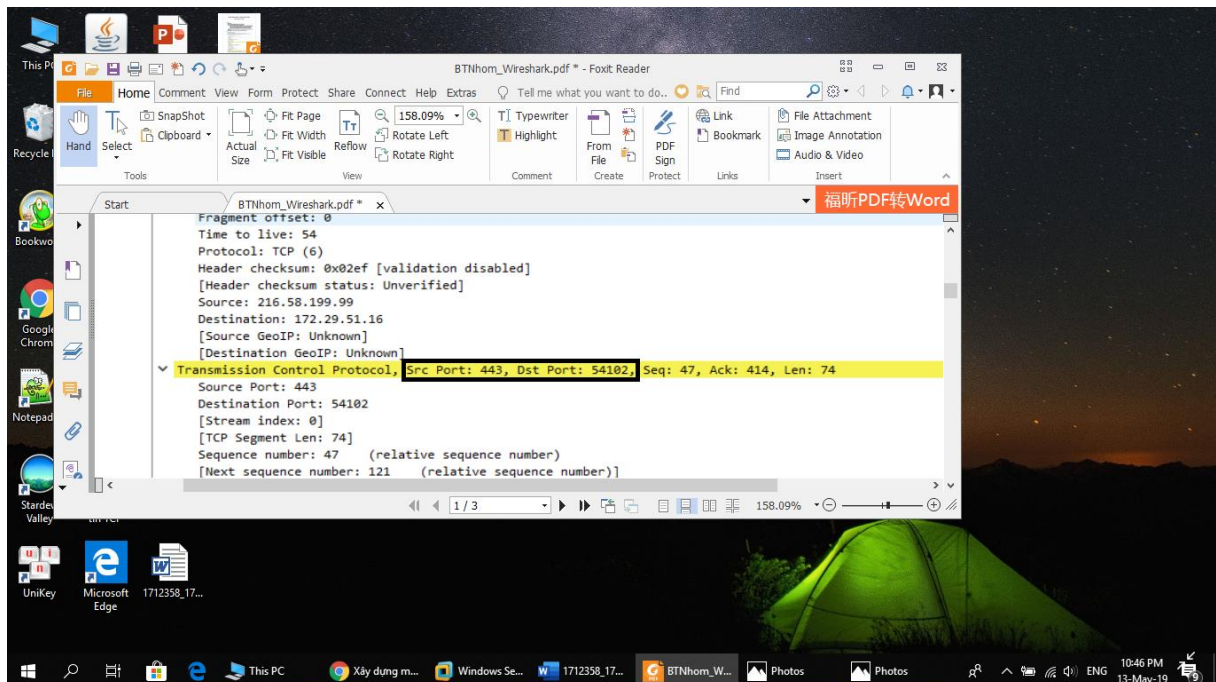 This PC
BTNhom_Wireshark.pdf * - Foxit Reader
File Home Comment View Form Protect Share Connect Help Extras Tell me what you want to do.. Find
Hand
Select
SnapShot
Clipboard
Tools
Actual Size
Fit Page
Fit Width
Fit Visible
Reflow
158.09%
Rotate Left
Rotate Right
View
Typewriter
Highlight
Comment
From File
Create
PDF Sign
Protect
Link
Bookmark
Links
File Attachment
Image Annotation
Audio & Video
Insert
Start BTNhom_Wireshark.pdf * x
福昕PDF转Word
Fragment offset: 0
Time to live: 54
Protocol: TCP (6)
Header checksum: 0x02ef [validation disabled]
[Header checksum status: Unverified]
Source: 216.58.199.99
Destination: 172.29.51.16
[Source GeoIP: Unknown]
[Destination GeoIP: Unknown]
Transmission Control Protocol, Src Port: 443, Dst Port: 54102, Seq: 47, Ack: 414, Len: 74
Source Port: 443
Destination Port: 54102
[Stream index: 0]
[TCP Segment Len: 74]
Sequence number: 47 (relative sequence number)
[Next sequence number: 121 (relative sequence number)]
1 / 3
158.09%
Recycle
Bookwo
Google
Chrom
Notepad
Stardew
Valley
UniKey
Microsoft
Edge
1712358_17...
This PC Xây dựng m... Windows Se... 1712358_17... BTNhom_W... Photos Photos ENG 10:46 PM
13-May-19